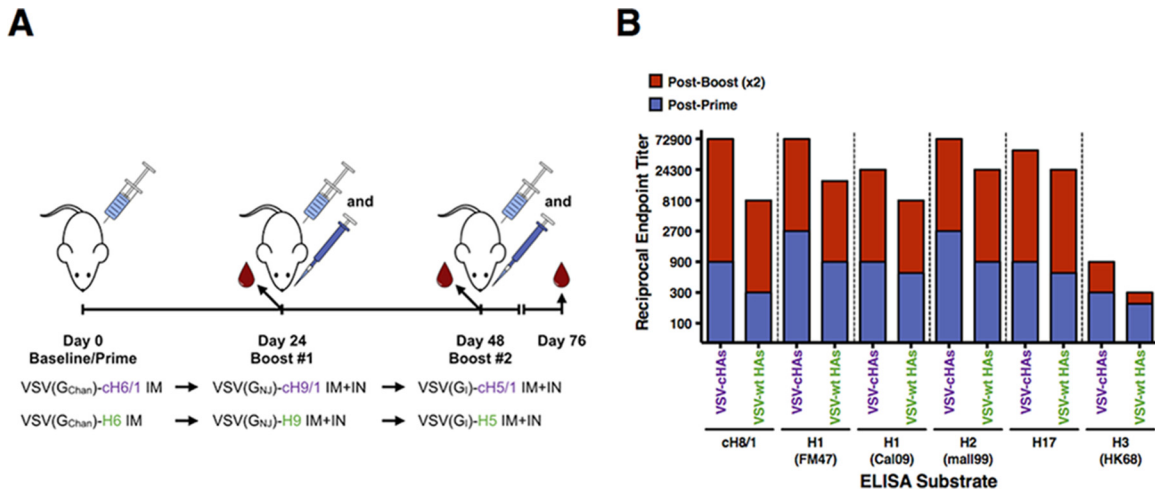 A
and
and
Day 0
Baseline/Prime
Day 24
Boost #1
Day 48
Boost #2
Day 76
VSV(GChan)-cH6/1 IM
VSV(GNJ)-cH9/1 IM+IN
VSV(GI)-cH5/1 IM+IN
VSV(GChan)-H6 IM
VSV(GNJ)-H9 IM+IN
VSV(GI)-H5 IM+IN
B
Post-Boost (x2)
Post-Prime
Reciprocal Endpoint Titer
72900
24300
8100
2700
900
300
100
VSV-cHAs
VSV-wt HAs
VSV-cHAs
VSV-wt HAs
VSV-cHAs
VSV-wt HAs
VSV-cHAs
VSV-wt HAs
VSV-cHAs
VSV-wt HAs
VSV-cHAs
VSV-wt HAs
cH8/1
H1
(FM47)
H1
(Cal09)
H2
(mall99)
H17
H3
(HK68)
ELISA Substrate